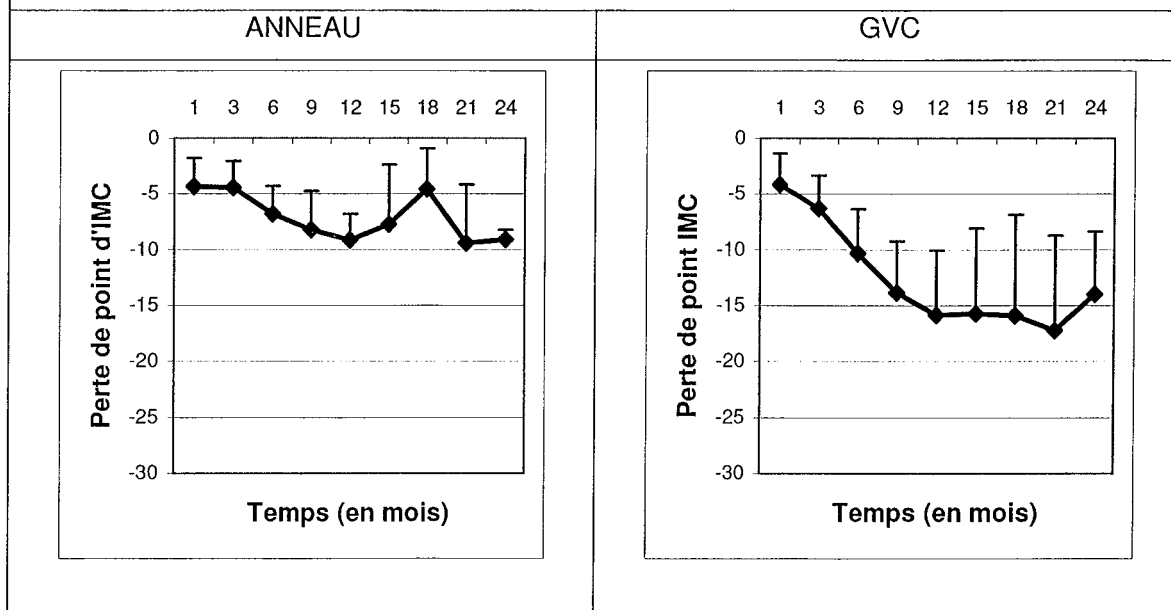 ANNEAU
GVC
1 3 6 9 12 15 18 21 24
0
-5
-10
-15
-20
-25
-30
Perte de point d'IMC
Temps (en mois)
1 3 6 9 12 15 18 21 24
0
-5
-10
-15
-20
-25
-30
Perte de point IMC
Temps (en mois)